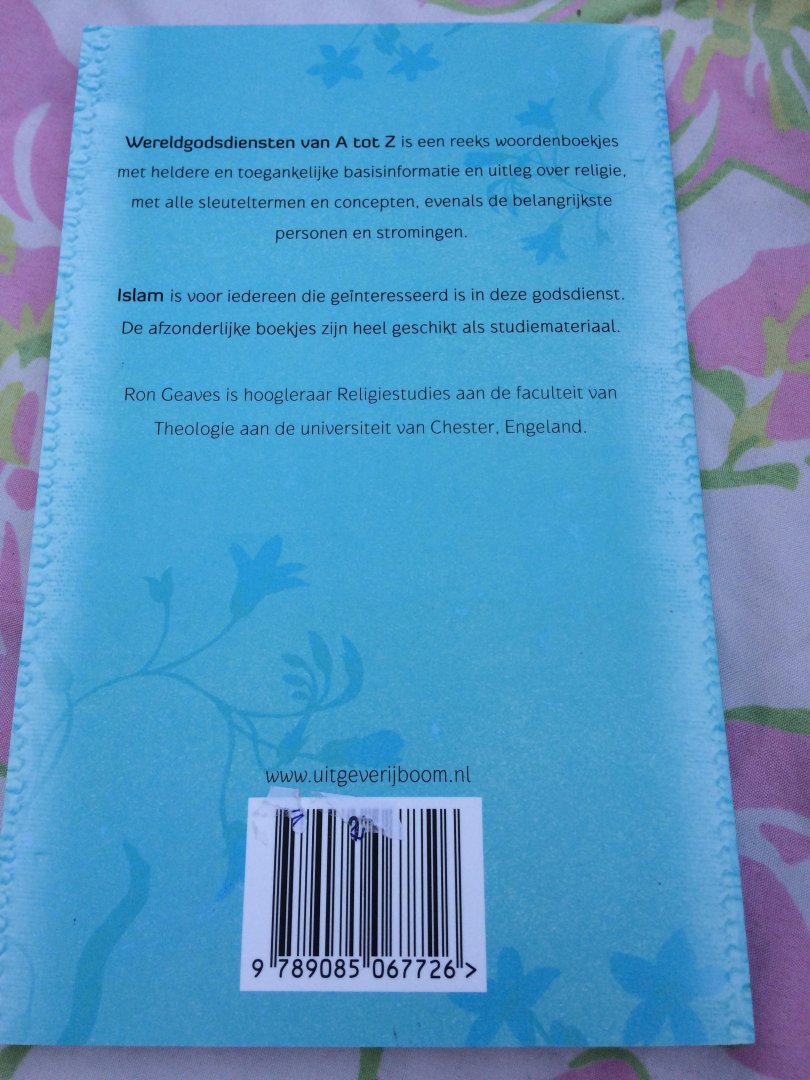 Wereldgodsdiensten van A tot Z is een reeks woordenboekjes
met heldere en toegankelijke basisinformatie en uitleg over religie,
met alle sleuteltermen en concepten, evenals de belangrijkste
personen en stromingen.
Islam is voor iedereen die geïnteresseerd is in deze godsdienst.
De afzonderlijke boekjes zijn heel geschikt als studiemateriaal.
Ron Geaves is hoogleraar Religiestudies aan de faculteit van
Theologie aan de universiteit van Chester, Engeland.
www.uitgeverijboom.nl
9 789085 067726 >